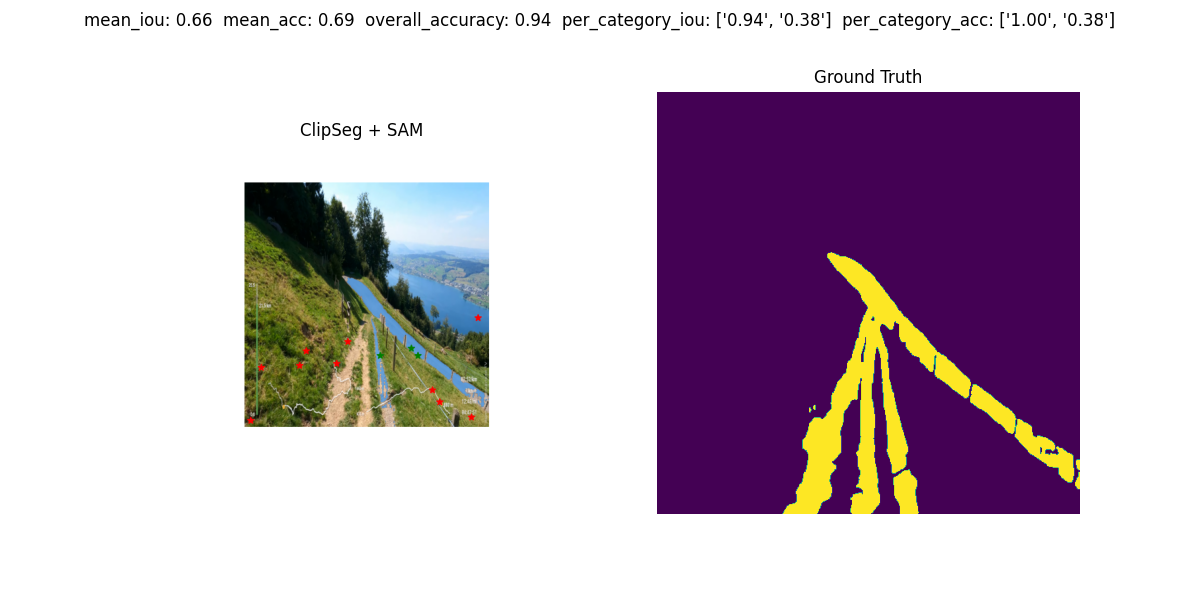 mean_iou: 0.66  mean_acc: 0.69  overall_accuracy: 0.94  per_category_iou: ['0.94', '0.38']  per_category_acc: ['1.00', '0.38']
Ground Truth
ClipSeg + SAM